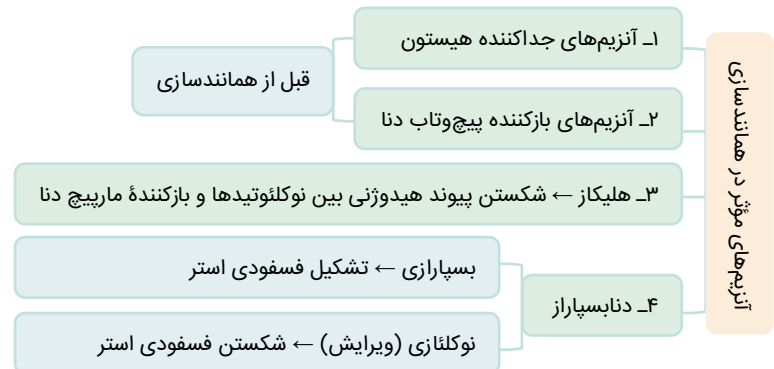 آنزیم‌های مؤثر در همانندسازی
۱ـ آنزیم‌های جداکننده هیستون
۲ـ آنزیم‌های بازکننده پیچ‌وتاب دنا
قبل از همانندسازی
۳ـ هلیکاز ← شکستن پیوند هیدوژنی بین نوکلئوتیدها و بازکنندهٔ مارپیچ دنا
۴ـ دنابسپاراز
بسپارازی ← تشکیل فسفودی استر
نوکلئازی (ویرایش) ← شکستن فسفودی استر